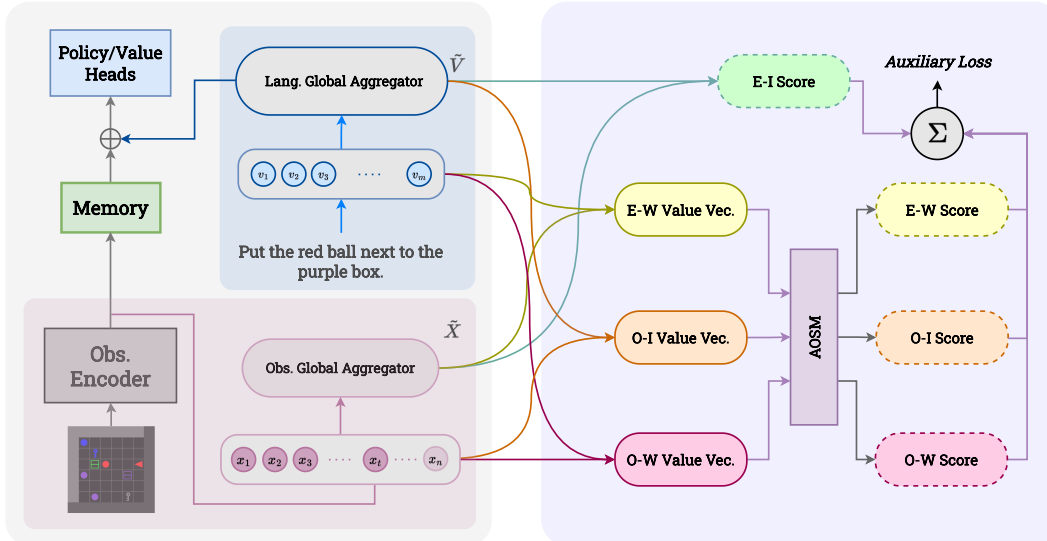 Policy/Value
Heads
Memory
Obs.
Encoder
Lang. Global Aggregator
Ṽ
v₁ v₂ v₃ .... vₘ
Put the red ball next to the
purple box.
X̃
Obs. Global Aggregator
x₁ x₂ x₃ .... xₜ .... xₙ
E-I Score
Auxiliary Loss
Σ
E-W Value Vec.
O-I Value Vec.
O-W Value Vec.
AOSM
E-W Score
O-I Score
O-W Score